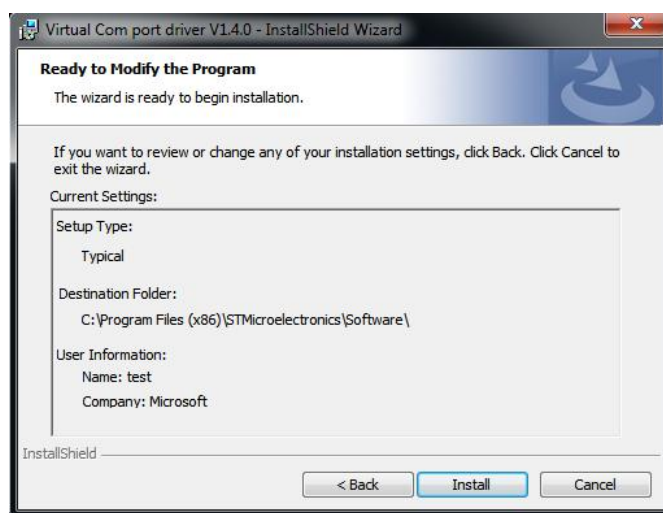 Virtual Com port driver V1.4.0 - InstallShield Wizard
Ready to Modify the Program
The wizard is ready to begin installation.
If you want to review or change any of your installation settings, click Back. Click Cancel to
exit the wizard.
Current Settings:
Setup Type:
Typical
Destination Folder:
C:\Program Files (x86)\STMicroelectronics\Software\
User Information:
Name: test
Company: Microsoft
InstallShield
< Back
Install
Cancel